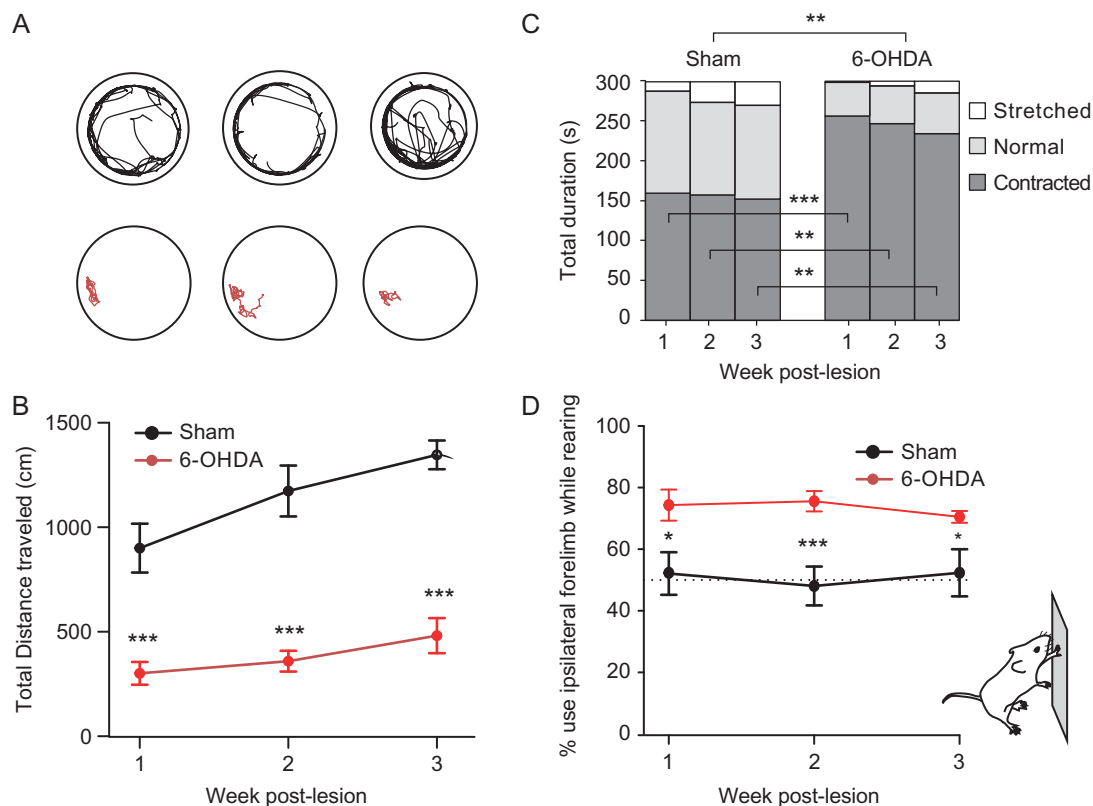 A
C
**
Sham
6-OHDA
300
250
200
150
100
50
0
Total duration (s)
***
**
**
1
2
3
1
2
3
Week post-lesion
Stretched
Normal
Contracted
B
1500
1000
500
0
Total Distance traveled (cm)
Sham
6-OHDA
***
***
***
1
2
3
Week post-lesion
D
100
80
60
40
20
0
% use ipsilateral forelimb while rearing
Sham
6-OHDA
*
***
*
1
2
3
Week post-lesion